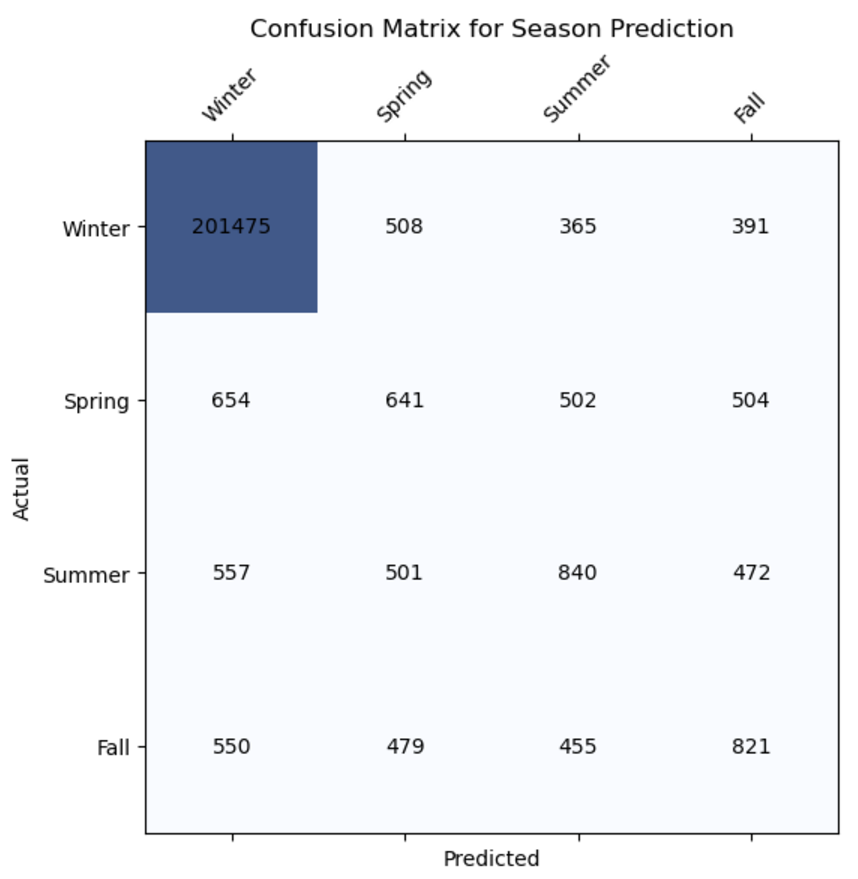 Confusion Matrix for Season Prediction
Winter Spring Summer Fall
Winter 201475 508 365 391
Spring 654 641 502 504
Actual
Summer 557 501 840 472
Fall 550 479 455 821
Predicted